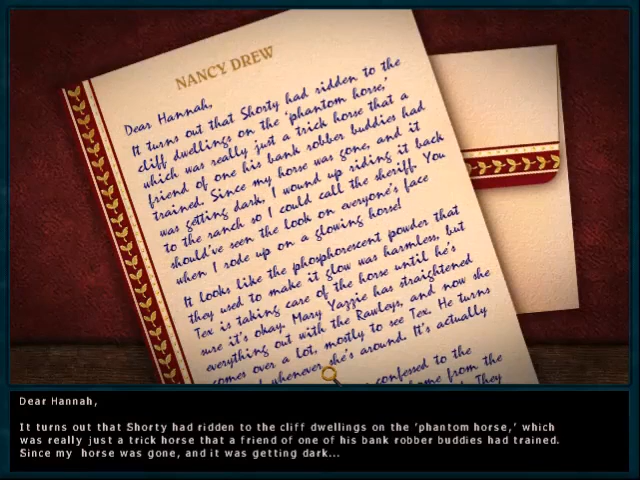 NANCY DREW
Dear Hannah,
It turns out that Shorty had ridden to the
cliff dwellings on the 'phantom horse,'
which was really just a trick horse that a
friend of one his bank robber buddies had
trained. Since my horse was gone, and it
was getting dark, I wound up riding it back
to the ranch so I could call the sheriff. You
should've seen the look on everyone's face
when I rode up on a glowing horse!
It looks like the phosphorescent powder that
they used to make it glow was harmless, but
Tex is taking care of the horse until he's
sure it's okay. Mary Yazzie has straightened
everything out with the Rawleys, and now she
comes over a lot, mostly to see Tex. He turns
whenever she's around. It's actually
confessed to the
from the
They
Dear Hannah,
It turns out that Shorty had ridden to the cliff dwellings on the 'phantom horse,' which
was really just a trick horse that a friend of one of his bank robber buddies had trained.
Since my horse was gone, and it was getting dark...